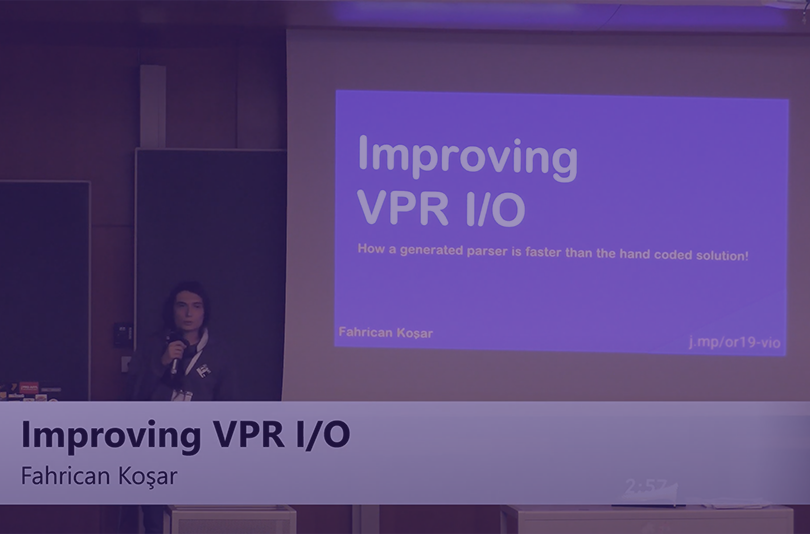 Improving
VPR I/O
How a generated parser is faster than the hand coded solution!
Fahrican Koşar
j.mp/or19-vio
Improving VPR I/O
Fahrican Koşar
2:57